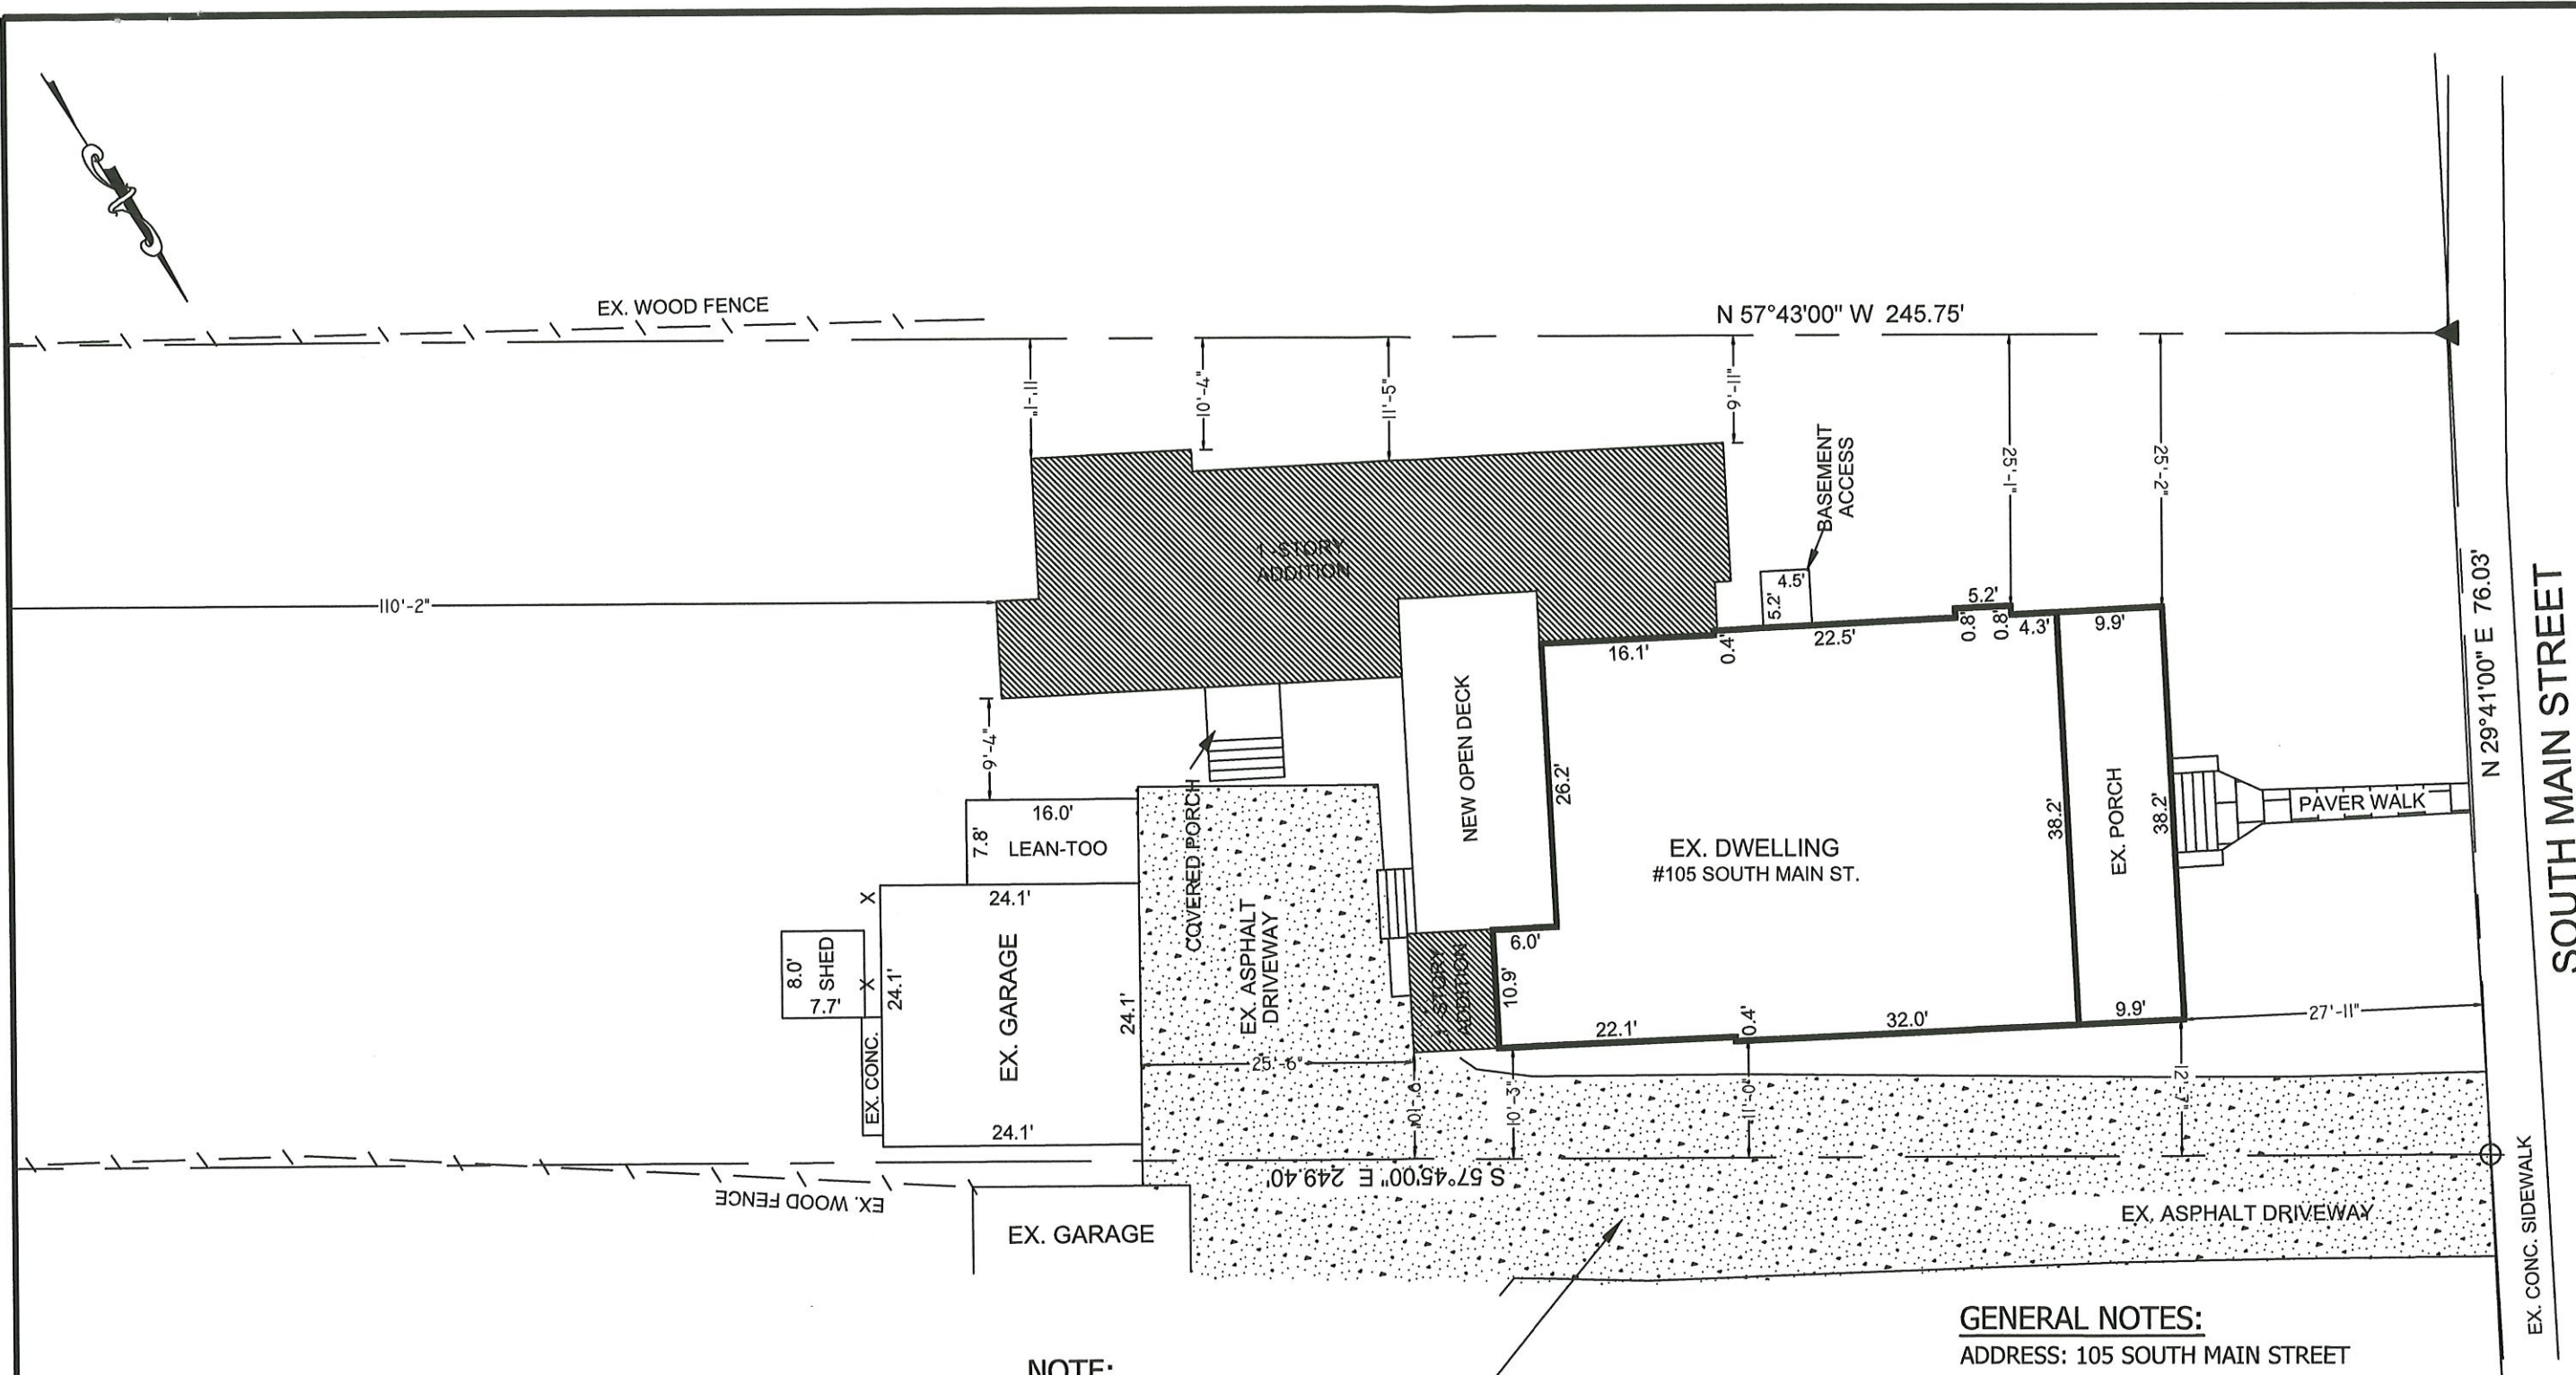 EX. WOOD FENCE
N 57°43'00" W 245.75'
11'-1"
10'-4"
11'-5"
11'-6"
25'-1"
25'-2"
BASEMENT
ACCESS
1-STORY
ADDITION
110'-2"
4.5'
5.2'
5.2'
0.8'
0.8'
4.3'
9.9'
16.1'
0.4'
22.5'
N 29°41'00" E 76.03'
SOUTH MAIN STREET
9'-4"
COVERED PORCH
NEW OPEN DECK
26.2'
EX. DWELLING
#105 SOUTH MAIN ST.
38.2'
EX. PORCH
38.2'
PAVER WALK
16.0'
7.8'
LEAN-TOO
X
24.1'
8.0'
SHED
7.7'
X
24.1'
EX. GARAGE
24.1'
EX. ASPHALT
DRIVEWAY
6.0'
10.9'
-STORY
ADDITION
22.1'
0.4'
32.0'
9.9'
27'-11"
EX. CONC.
24.1'
25'-6"
10'-3"
11'-0"
12'-7"
S 57°45'00" E 249.40'
EX. WOOD FENCE
EX. GARAGE
EX. ASPHALT DRIVEWAY
EX. CONC. SIDEWALK
GENERAL NOTES:
ADDRESS: 105 SOUTH MAIN STREET
NOTE: